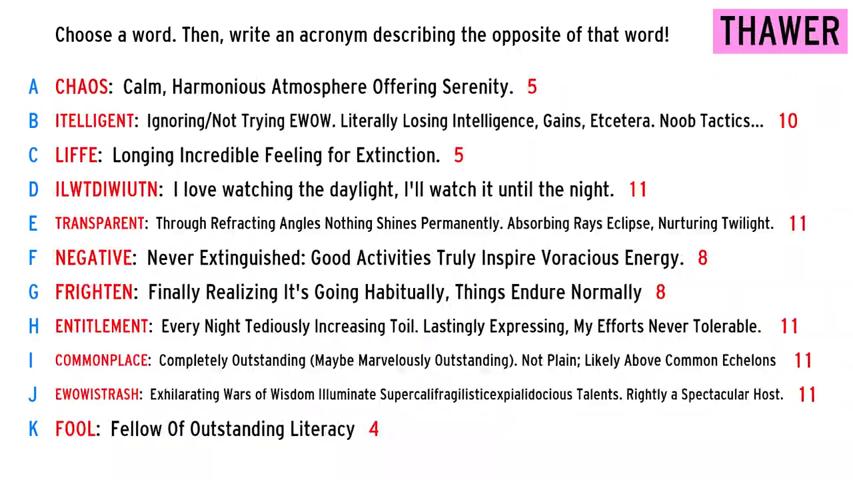 Choose a word. Then, write an acronym describing the opposite of that word!
THAWER
A CHAOS: Calm, Harmonious Atmosphere Offering Serenity. 5
B ITELLIGENT: Ignoring/Not Trying EWOW. Literally Losing Intelligence, Gains, Etcetera. Noob Tactics... 10
C LIFFE: Longing Incredible Feeling for Extinction. 5
D ILWTDIWIUTN: I love watching the daylight, I'll watch it until the night. 11
E TRANSPARENT: Through Refracting Angles Nothing Shines Permanently. Absorbing Rays Eclipse, Nurturing Twilight. 11
F NEGATIVE: Never Extinguished: Good Activities Truly Inspire Voracious Energy. 8
G FRIGHTEN: Finally Realizing It's Going Habitually, Things Endure Normally 8
H ENTITLEMENT: Every Night Tediously Increasing Toil. Lastingly Expressing, My Efforts Never Tolerable. 11
I COMMONPLACE: Completely Outstanding (Maybe Marvelously Outstanding). Not Plain; Likely Above Common Echelons 11
J EWOWISTRASH: Exhilarating Wars of Wisdom Illuminate Supercalifragilisticexpialidocious Talents. Rightly a Spectacular Host. 11
K FOOL: Fellow Of Outstanding Literacy 4